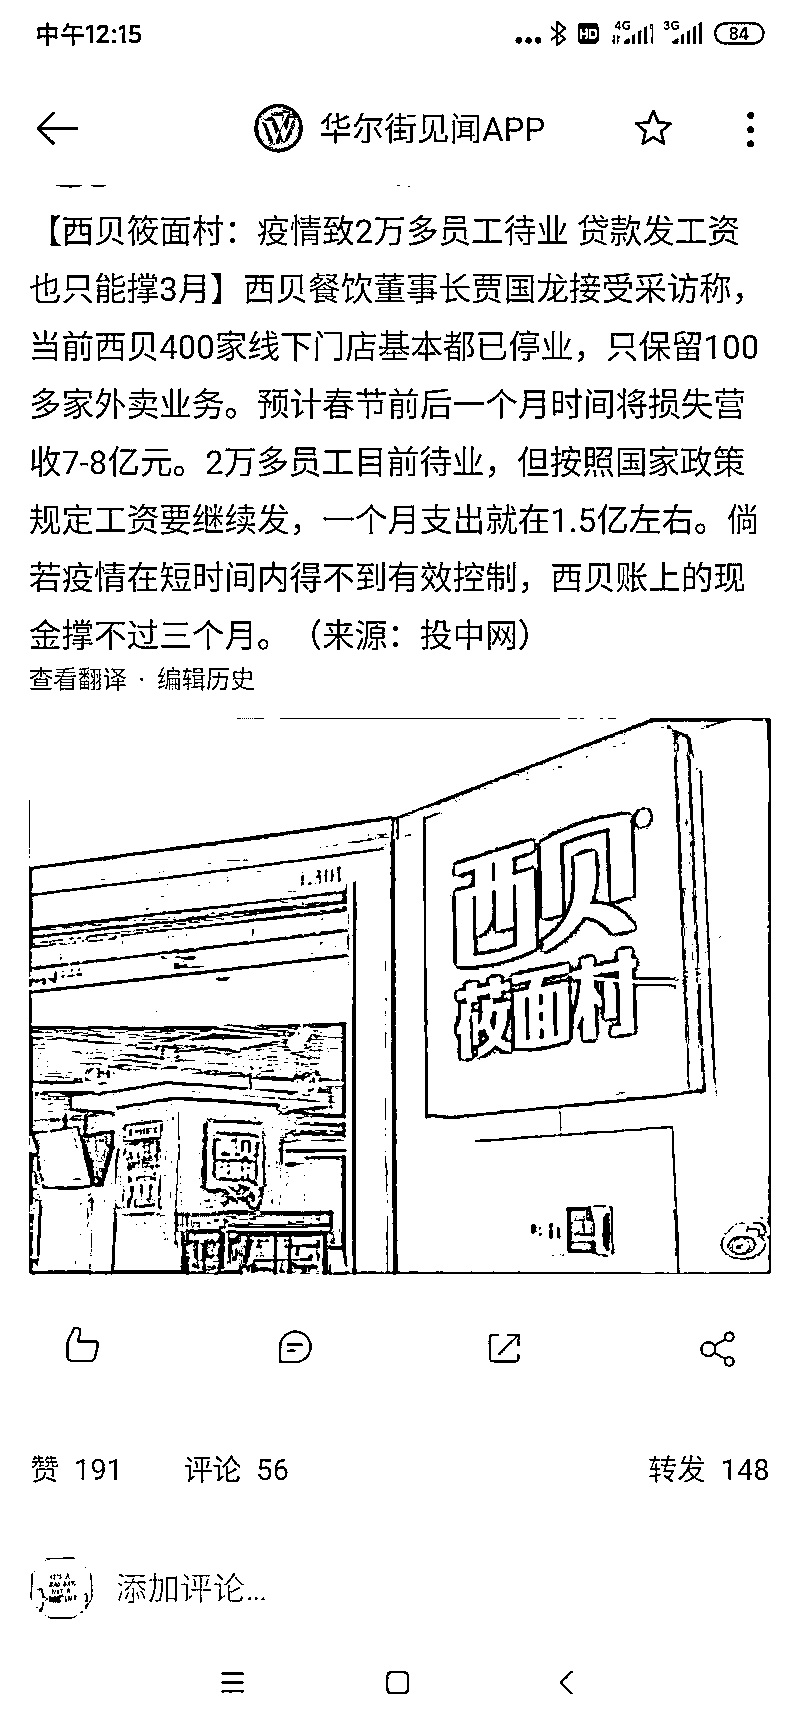 中午12:15
4G
3G
HD
84
华尔街见闻APP
【西贝筱面村：疫情致2万多员工待业 贷款发工资
也只能撑3月】西贝餐饮董事长贾国龙接受采访称，
当前西贝400家线下门店基本都已停业，只保留100
多家外卖业务。预计春节前后一个月时间将损失营
收7-8亿元。2万多员工目前待业，但按照国家政策
规定工资要继续发，一个月支出就在1.5亿左右。倘
若疫情在短时间内得不到有效控制，西贝账上的现
金撑不过三个月。（来源：投中网）
查看翻译 · 编辑历史
西贝
莜面村
赞 191
评论 56
转发 148
添加评论...